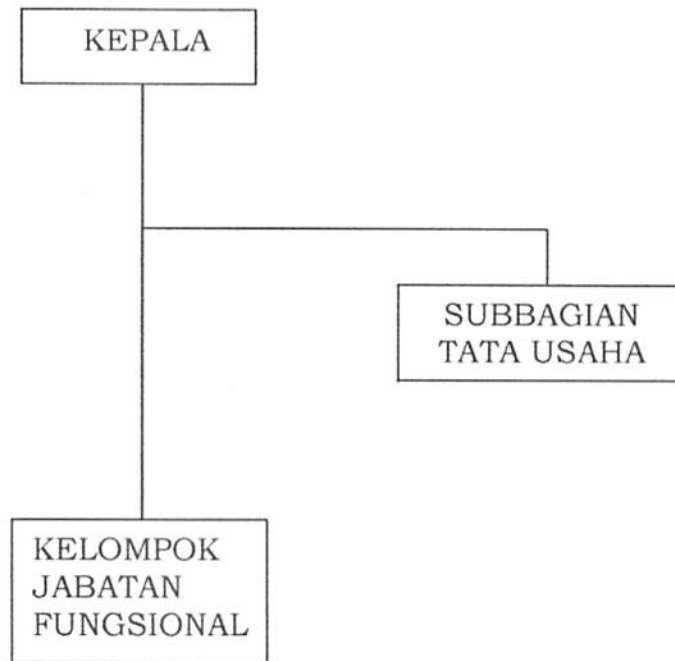 KEPALA
SUBBAGIAN
TATA USAHA
KELOMPOK
JABATAN
FUNGSIONAL